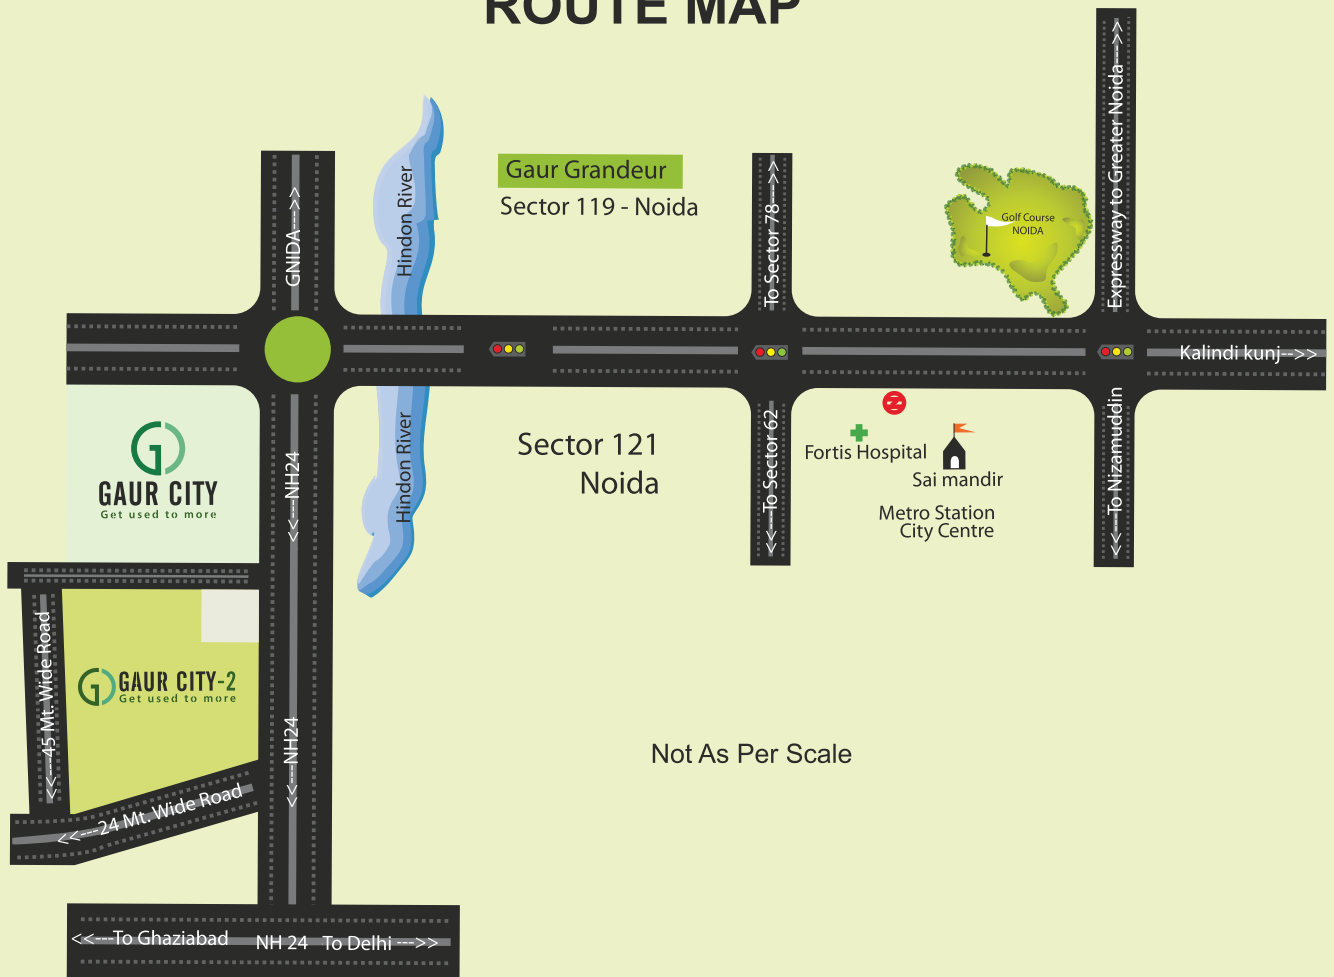 ROUTE MAP
Expressway to Greater Noida--->>>
Gaur Grandeur
Sector 119 - Noida
Hindon River
GNIDA--->>>
To Sector 78--->>
Golf Course
NOIDA
Kalindi kunj-->>
GAUR CITY
Get used to more
<<----NH24
Hindon River
Sector 121
Noida
<<----To Sector 62
Fortis Hospital
Sai mandir
Metro Station
City Centre
<<----To Nizamuddin
<<----45 Mt. Wide Road
GAUR CITY-2
Get used to more
<<----NH24
Not As Per Scale
<<---24 Mt. Wide Road
<<---To Ghaziabad
NH 24
To Delhi --->>